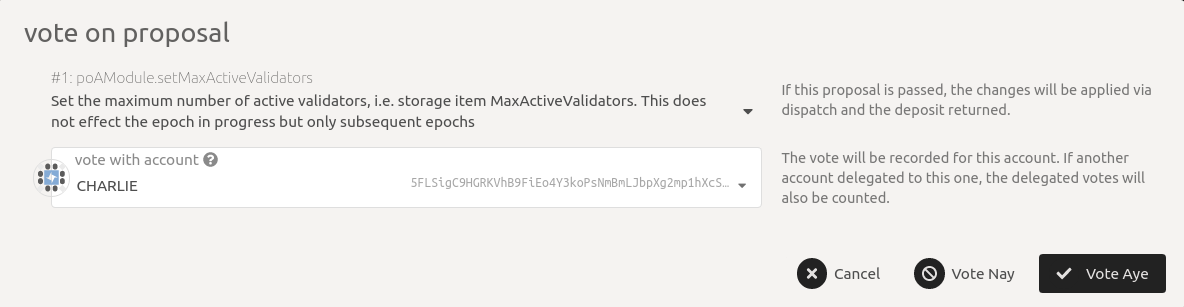 vote on proposal
#1: poAModule.setMaxActiveValidators
Set the maximum number of active validators, i.e. storage item MaxActiveValidators. This does
not effect the epoch in progress but only subsequent epochs
If this proposal is passed, the changes will be applied via
dispatch and the deposit returned.
vote with account
CHARLIE
5FLSigC9HGRKVhB9FiEo4Y3koPsNmBmLJbpXg2mp1hXcS…
The vote will be recorded for this account. If another
account delegated to this one, the delegated votes will
also be counted.
Cancel
Vote Nay
Vote Aye